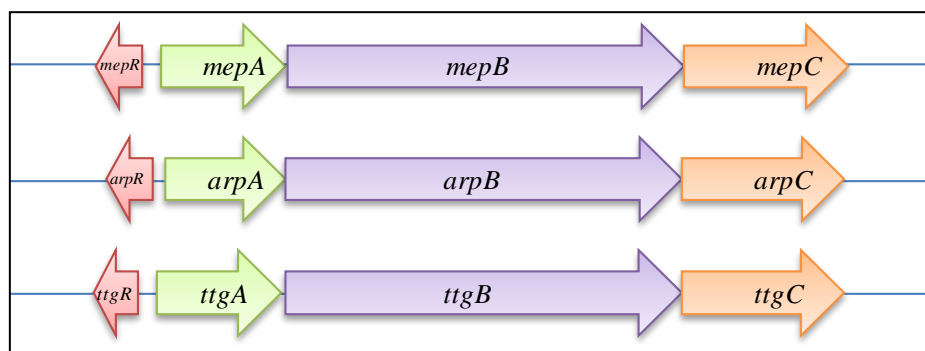 mepR mepA mepB mepC
arpR arpA arpB arpC
ttgR ttgA ttgB ttgC